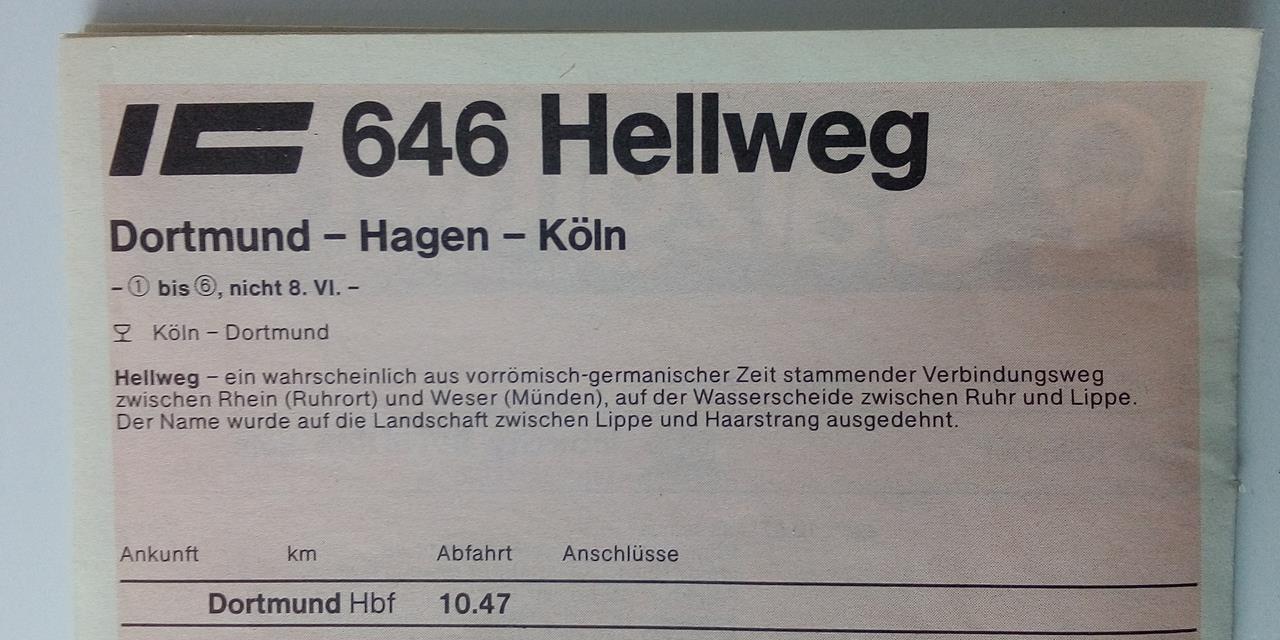 IC 646 Hellweg
Dortmund – Hagen – Köln
– ① bis ⑥, nicht 8. VI. –
Köln – Dortmund
Hellweg – ein wahrscheinlich aus vorrömisch-germanischer Zeit stammender Verbindungsweg
zwischen Rhein (Ruhrort) und Weser (Münden), auf der Wasserscheide zwischen Ruhr und Lippe.
Der Name wurde auf die Landschaft zwischen Lippe und Haarstrang ausgedehnt.
Ankunft km Abfahrt Anschlüsse
Dortmund Hbf 10.47